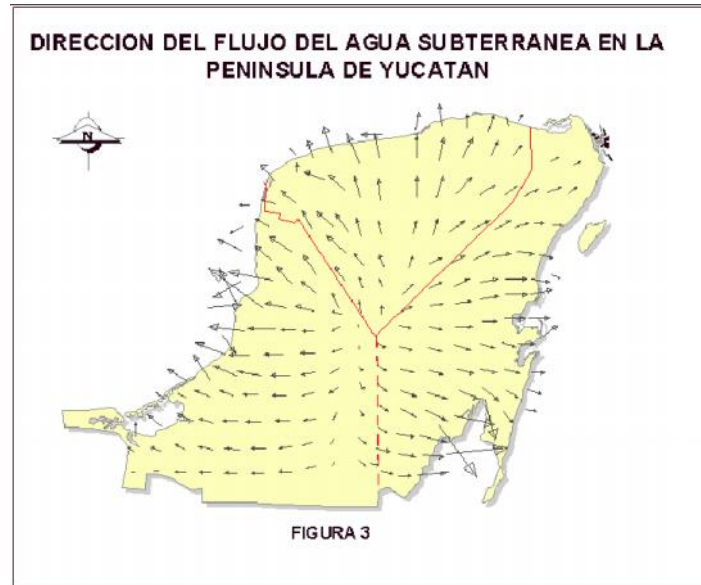 DIRECCION DEL FLUJO DEL AGUA SUBTERRANEA EN LA
PENINSULA DE YUCATAN
N
FIGURA 3